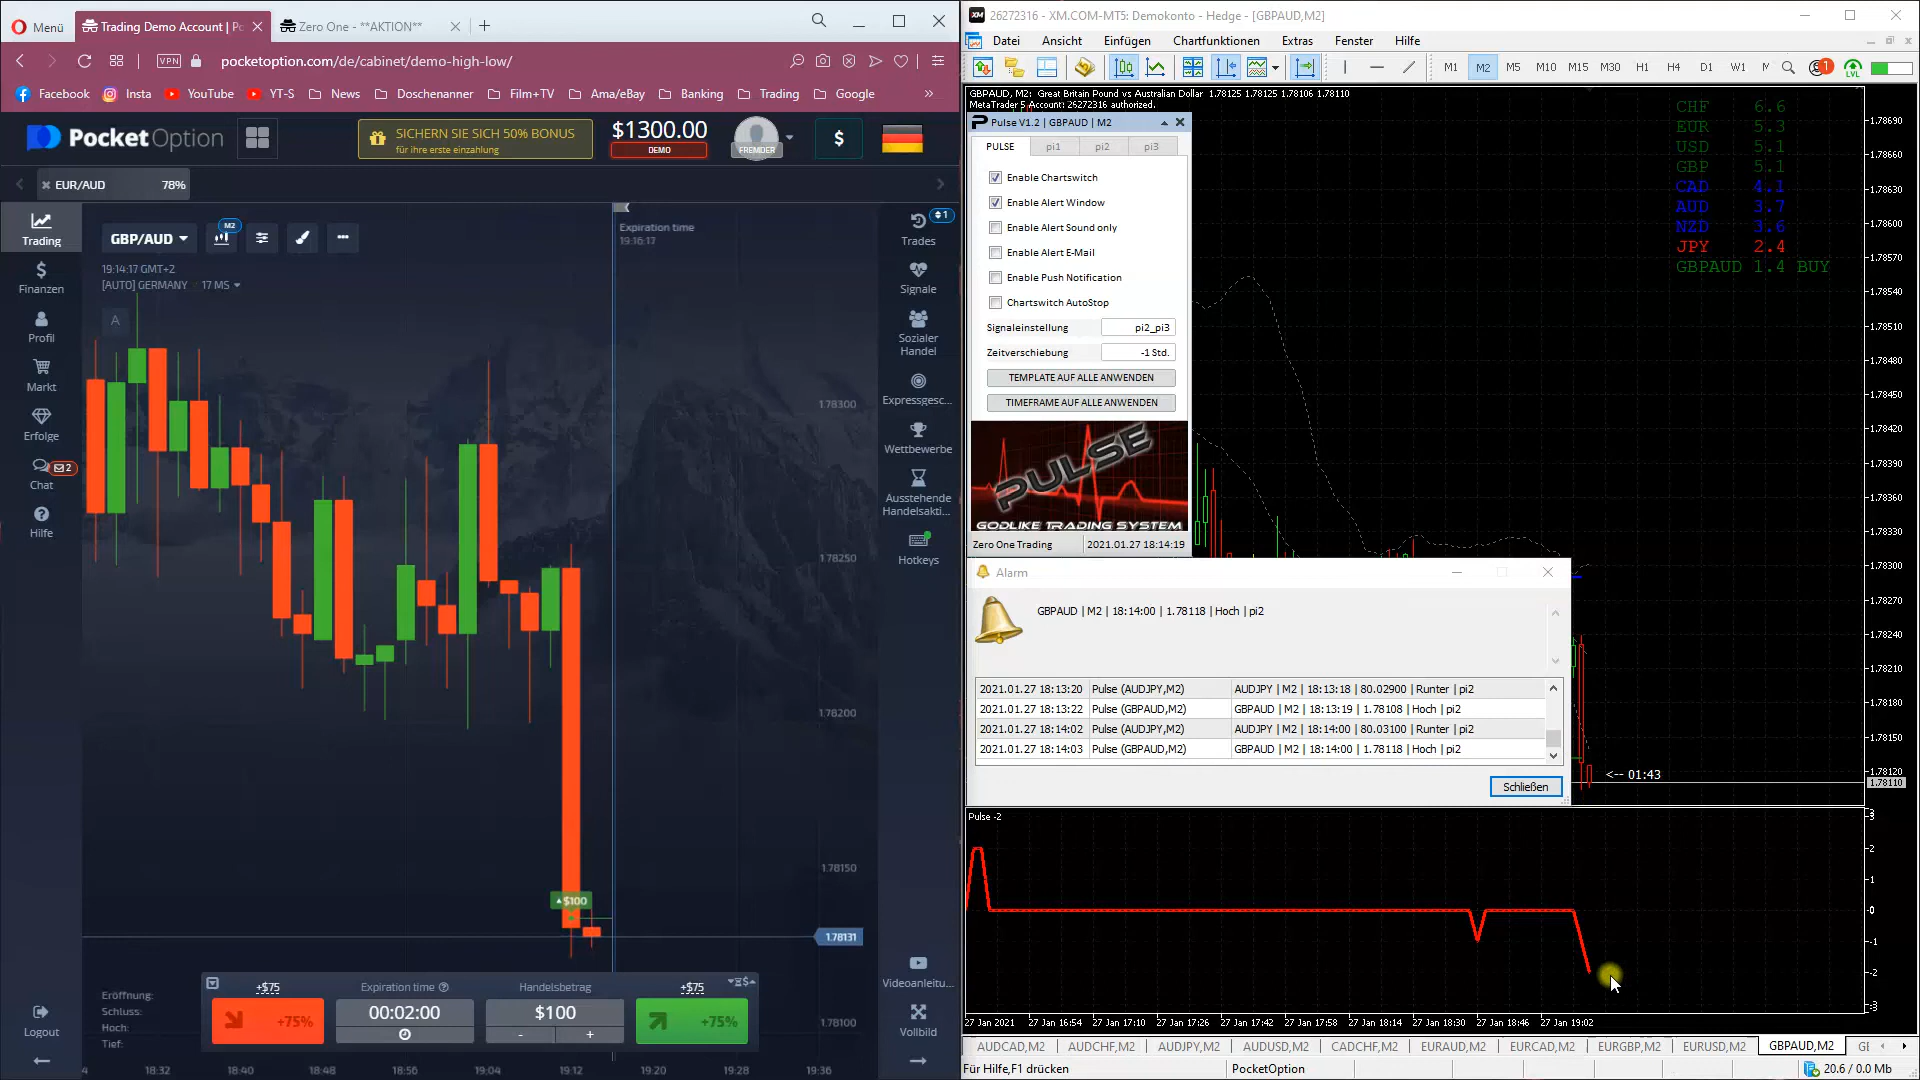 Menü
Trading Demo Account | Pc
Zero One - **AKTION**
VPN
pocketoption.com/de/cabinet/demo-high-low/
Facebook
Insta
YouTube
YT-S
News
Doschenanner
Film+TV
Ama/eBay
Banking
Trading
Google
»
PocketOption
SICHERN SIE SICH 50% BONUS
für ihre erste einzahlung
$1300.00
DEMO
FREMDER
$
EUR/AUD 78%
Trading
Finanzen
Profil
Markt
Erfolge
2
Chat
Hilfe
Logout
GBP/AUD
M2
19:14:17 GMT+2
[AUTO] GERMANY 17 MS
A
Expiration time
19:16:17
1.78300
1.78250
1.78200
1.78150
1.78131
1.78100
$100
1
Trades
Signale
Sozialer
Handel
Expressgesc...
Wettbewerbe
Ausstehende
Handelsakti...
Hotkeys
Videoanleitu...
Vollbild
Eröffnung:
Schluss:
Hoch:
Tief:
+$75
Expiration time
Handelsbetrag
+$75
+75%
00:02:00
$100
+75%
-
+
18:32
18:40
18:48
18:56
19:04
19:12
19:20
19:28
19:36
26272316 - XM.COM-MT5: Demokonto - Hedge - [GBPAUD,M2]
Datei
Ansicht
Einfügen
Chartfunktionen
Extras
Fenster
Hilfe
M1
M2
M5
M10
M15
M30
H1
H4
D1
W1
1
LVL
GBPAUD, M2: Great Britain Pound vs Australian Dollar 1.78125 1.78125 1.78106 1.78110
MetaTrader 5 Account: 26272316 authorized.
Pulse V1.2 | GBPAUD | M2
PULSE
pi1
pi2
pi3
Enable Chartswitch
Enable Alert Window
Enable Alert Sound only
Enable Alert E-Mail
Enable Push Notification
Chartswitch AutoStop
Signaleinstellung pi2_pi3
Zeitverschiebung -1 Std.
TEMPLATE AUF ALLE ANWENDEN
TIMEFRAME AUF ALLE ANWENDEN
PULSE
GODLIKE TRADING SYSTEM
Zero One Trading 2021.01.27 18:14:19
CHF 6.6
EUR 5.3
USD 5.1
GBP 5.1
CAD 4.1
AUD 3.7
NZD 3.6
JPY 2.4
GBPAUD 1.4 BUY
1.78690
1.78660
1.78630
1.78600
1.78570
1.78540
1.78510
1.78480
1.78450
1.78420
1.78390
1.78360
1.78330
1.78300
1.78270
1.78240
1.78210
1.78180
1.78150
1.78120
1.78110
<-- 01:43
Alarm
GBPAUD | M2 | 18:14:00 | 1.78118 | Hoch | pi2
2021.01.27 18:13:20 Pulse (AUDJPY,M2) AUDJPY | M2 | 18:13:18 | 80.02900 | Runter | pi2
2021.01.27 18:13:22 Pulse (GBPAUD,M2) GBPAUD | M2 | 18:13:19 | 1.78108 | Hoch | pi2
2021.01.27 18:14:02 Pulse (AUDJPY,M2) AUDJPY | M2 | 18:14:00 | 80.03100 | Runter | pi2
2021.01.27 18:14:03 Pulse (GBPAUD,M2) GBPAUD | M2 | 18:14:00 | 1.78118 | Hoch | pi2
Schließen
Pulse -2
3
2
1
0
-1
-2
-3
27 Jan 2021
27 Jan 16:54
27 Jan 17:10
27 Jan 17:26
27 Jan 17:42
27 Jan 17:58
27 Jan 18:14
27 Jan 18:30
27 Jan 18:46
27 Jan 19:02
AUDCAD,M2
AUDCHF,M2
AUDJPY,M2
AUDUSD,M2
CADCHF,M2
EURAUD,M2
EURCAD,M2
EURGBP,M2
EURUSD,M2
GBPAUD,M2
Für Hilfe,F1 drücken
PocketOption
20.6 / 0.0 Mb